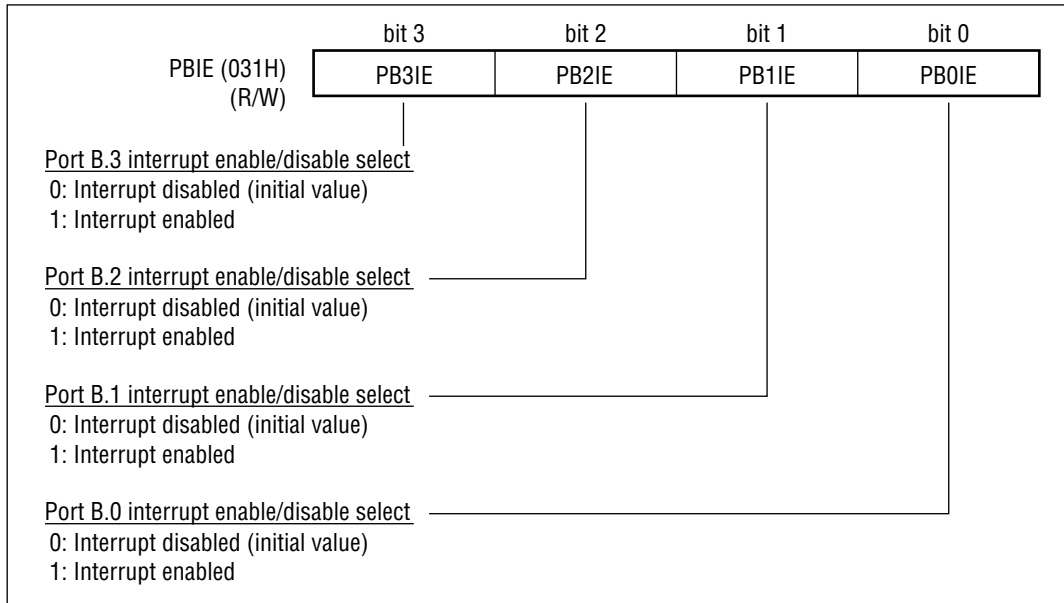 bit 3 bit 2 bit 1 bit 0
PBIE (031H) PB3IE PB2IE PB1IE PB0IE
(R/W)
Port B.3 interrupt enable/disable select
0: Interrupt disabled (initial value)
1: Interrupt enabled
Port B.2 interrupt enable/disable select
0: Interrupt disabled (initial value)
1: Interrupt enabled
Port B.1 interrupt enable/disable select
0: Interrupt disabled (initial value)
1: Interrupt enabled
Port B.0 interrupt enable/disable select
0: Interrupt disabled (initial value)
1: Interrupt enabled